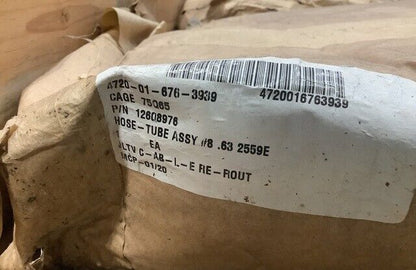 4720-01-676-3939
4720016763939
CAGE 75Q65
P/N 12608976
HOSE-TUBE ASSY #8 .63 2559E
EA
JLTV C-AB-L-E RE-ROUT
MCP-01/20